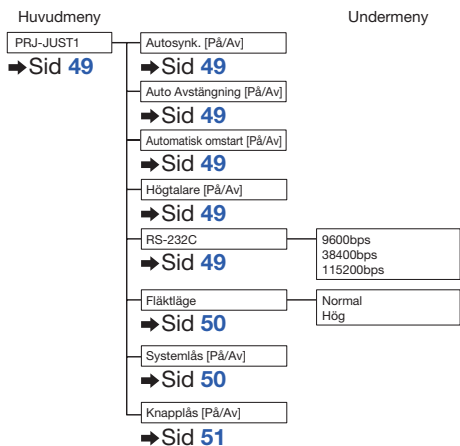 Huvudmeny Undermeny
PRJ-JUST1 Autosynk. [På/Av]
➡Sid 49 ➡Sid 49
Auto Avstängning [På/Av]
➡Sid 49
Automatisk omstart [På/Av]
➡Sid 49
Högtalare [På/Av]
➡Sid 49
RS-232C 9600bps
➡Sid 49 38400bps
115200bps
Fläktläge Normal
➡Sid 50 Hög
Systemlås [På/Av]
➡Sid 50
Knapplås [På/Av]
➡Sid 51